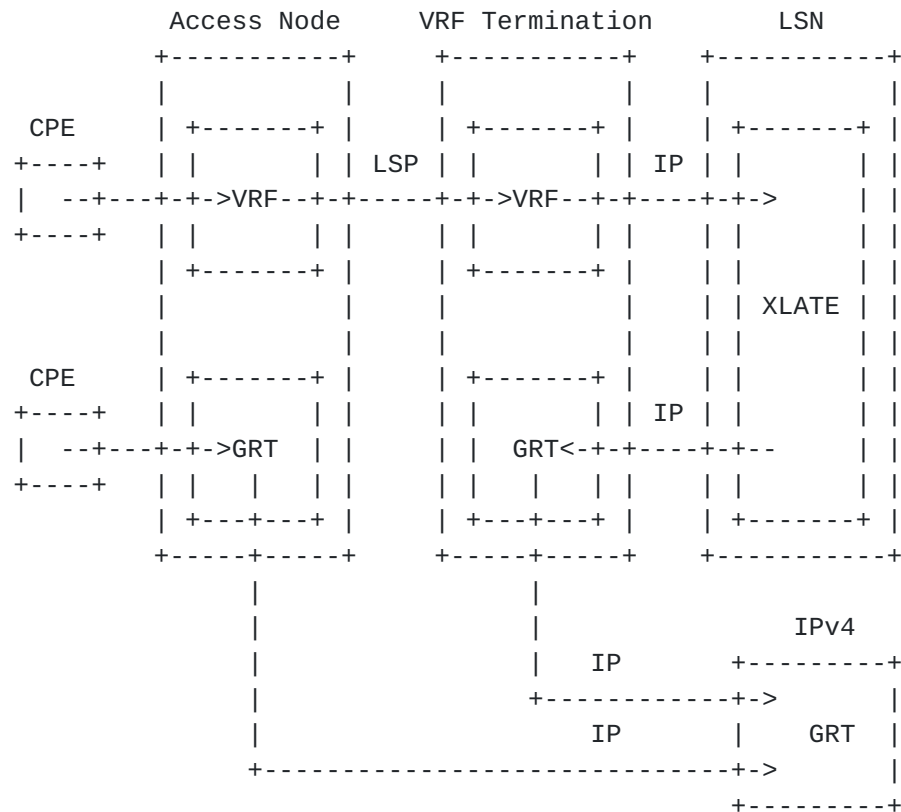 Access Node VRF Termination LSN
CPE
LSP IP
VRF VRF
XLATE
CPE
IP
GRT GRT
IPv4
IP
IP GRT